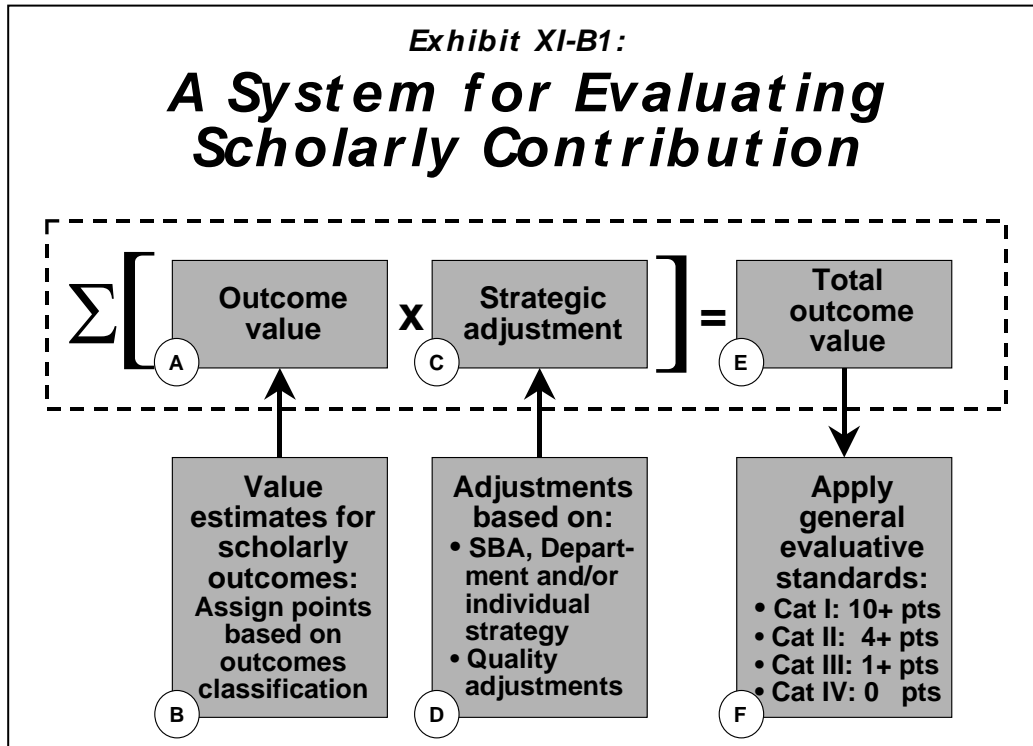 Exhibit XI-B1:
A System for Evaluating
Scholarly Contribution
Σ [
Outcome
value
A
x
Strategic
adjustment
C
] =
Total
outcome
value
E
Value
estimates for
scholarly
outcomes:
Assign points
based on
outcomes
classification
B
Adjustments
based on:
• SBA, Depart-
ment and/or
individual
strategy
• Quality
adjustments
D
Apply
general
evaluative
standards:
• Cat I: 10+ pts
• Cat II: 4+ pts
• Cat III: 1+ pts
• Cat IV: 0 pts
F